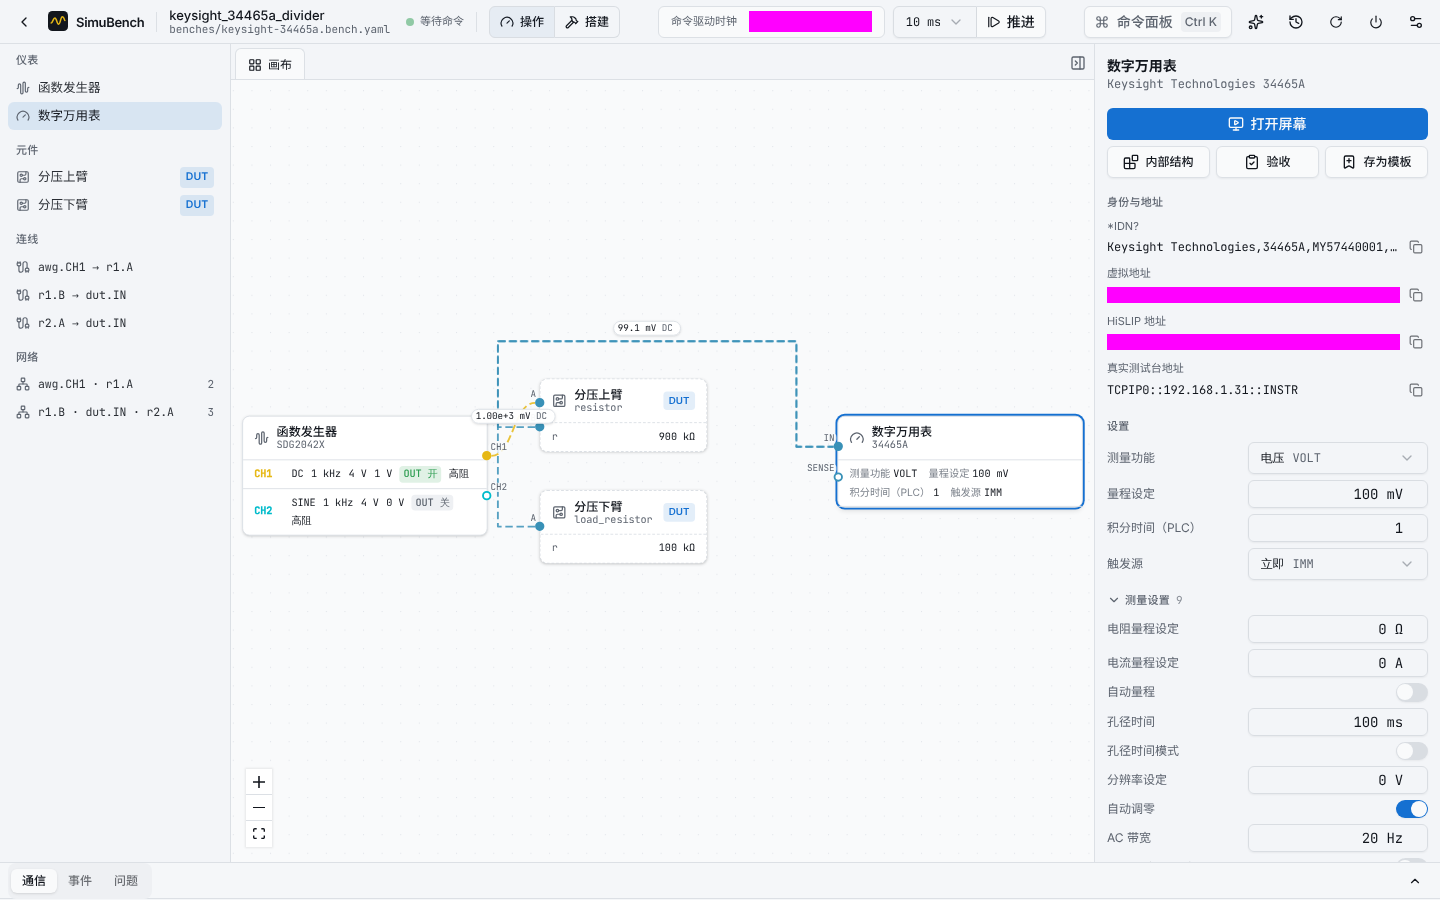 SimuBench
keysight_34465a_divider
benches/keysight-34465a.bench.yaml
等待命令
操作
搭建
命令驱动时钟
10 ms
推进
命令面板 Ctrl K
仪表
函数发生器
数字万用表
元件
分压上臂 DUT
分压下臂 DUT
连线
awg.CH1 → r1.A
r1.B → dut.IN
r2.A → dut.IN
网络
awg.CH1 · r1.A 2
r1.B · dut.IN · r2.A 3
画布
99.1 mV DC
A
分压上臂
resistor
DUT
r 900 kΩ
1.00e+3 mV DC
函数发生器
SDG2042X
CH1
CH1 DC 1 kHz 4 V 1 V OUT 开 高阻
CH2
CH2 SINE 1 kHz 4 V 0 V OUT 关
高阻
A
分压下臂
load_resistor
DUT
r 100 kΩ
IN
SENSE
数字万用表
34465A
测量功能 VOLT 量程设定 100 mV
积分时间 (PLC) 1 触发源 IMM
数字万用表
Keysight Technologies 34465A
打开屏幕
内部结构
验收
存为模板
身份与地址
*IDN?
Keysight Technologies,34465A,MY57440001,…
虚拟地址
HiSLIP 地址
真实测试台地址
TCPIP0::192.168.1.31::INSTR
设置
测量功能 电压 VOLT
量程设定 100 mV
积分时间 (PLC) 1
触发源 立即 IMM
测量设置 9
电阻量程设定 0 Ω
电流量程设定 0 A
自动量程
孔径时间 100 ms
孔径时间模式
分辨率设定 0 V
自动调零
AC 带宽 20 Hz
通信
事件
问题